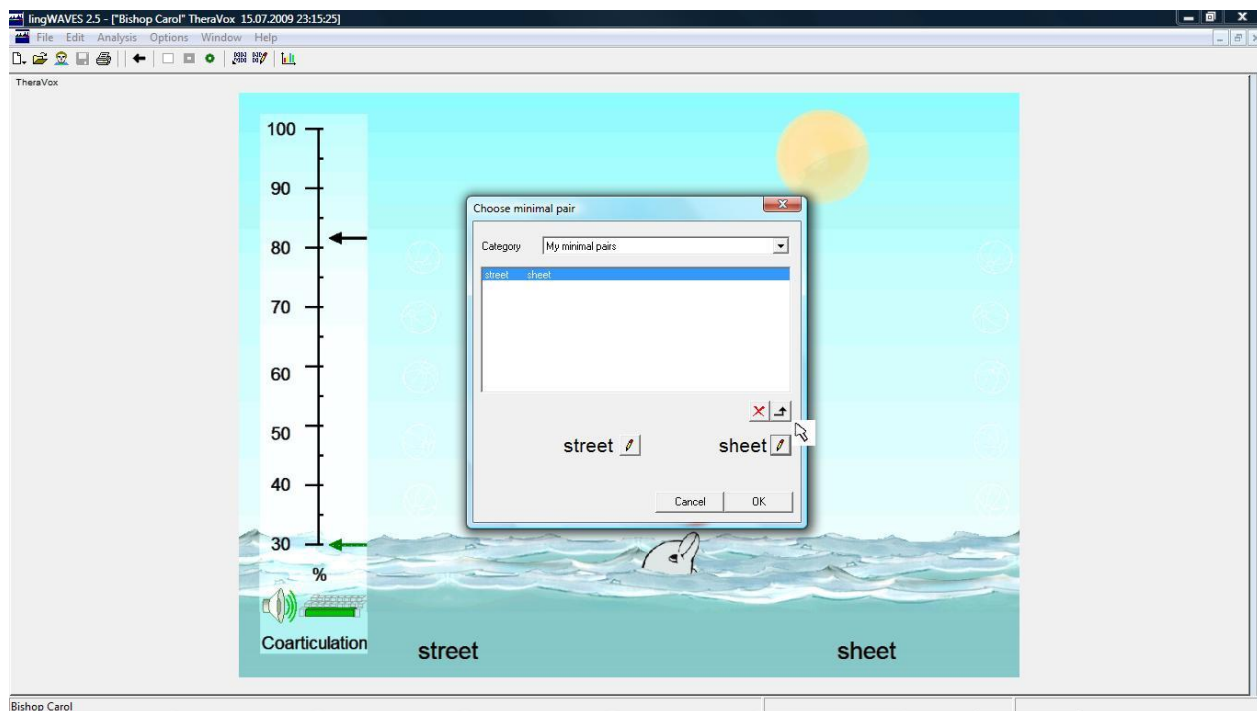 lingWAVES 2.5 - ["Bishop Carol" TheraVox 15.07.2009 23:15:25]
File Edit Analysis Options Window Help
TheraVox
100
90
80
70
60
50
40
30
%
Coarticulation
Choose minimal pair
Category My minimal pairs
street sheet
street sheet
Cancel OK
street sheet
Bishop Carol